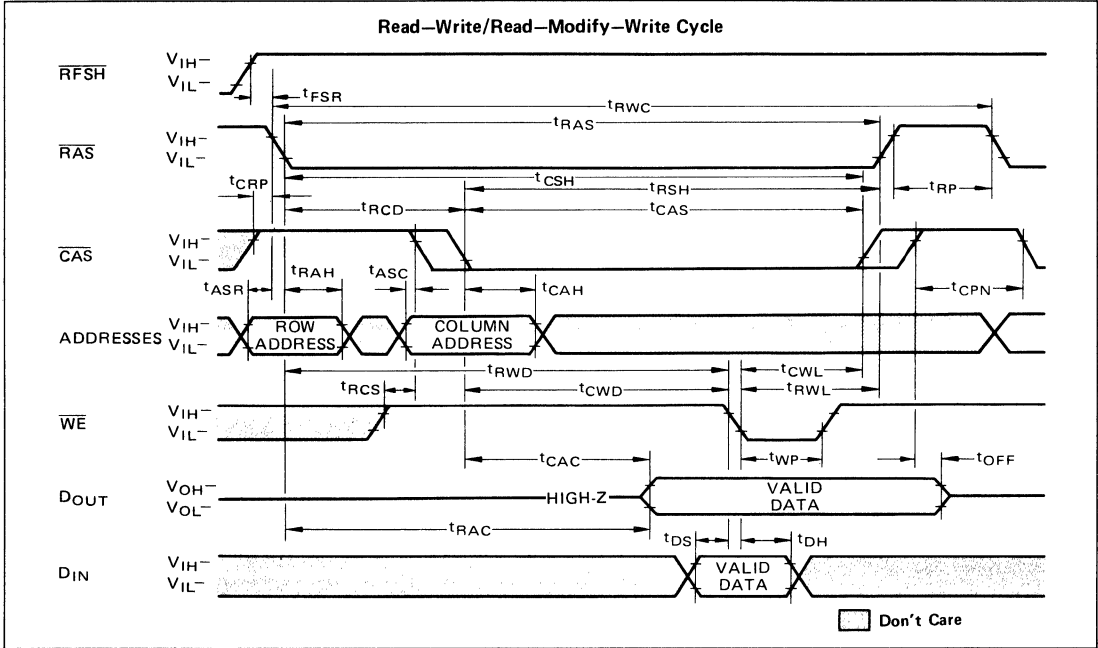 Read–Write/Read–Modify–Write Cycle
RFSH
VIH–
VIL–
tFSR
tRWC
tRAS
RAS
VIH–
VIL–
tCRP
tCSH
tRSH
tRP
tRCD
tCAS
CAS
VIH–
VIL–
tASR
tRAH
tASC
tCAH
tCPN
ADDRESSES
VIH–
VIL–
ROW
ADDRESS
COLUMN
ADDRESS
tRWD
tCWL
tRCS
tCWD
tRWL
WE
VIH–
VIL–
tCAC
tWP
tOFF
DOUT
VOH–
VOL–
HIGH-Z
VALID
DATA
tRAC
tDS
tDH
DIN
VIH–
VIL–
VALID
DATA
Don't Care